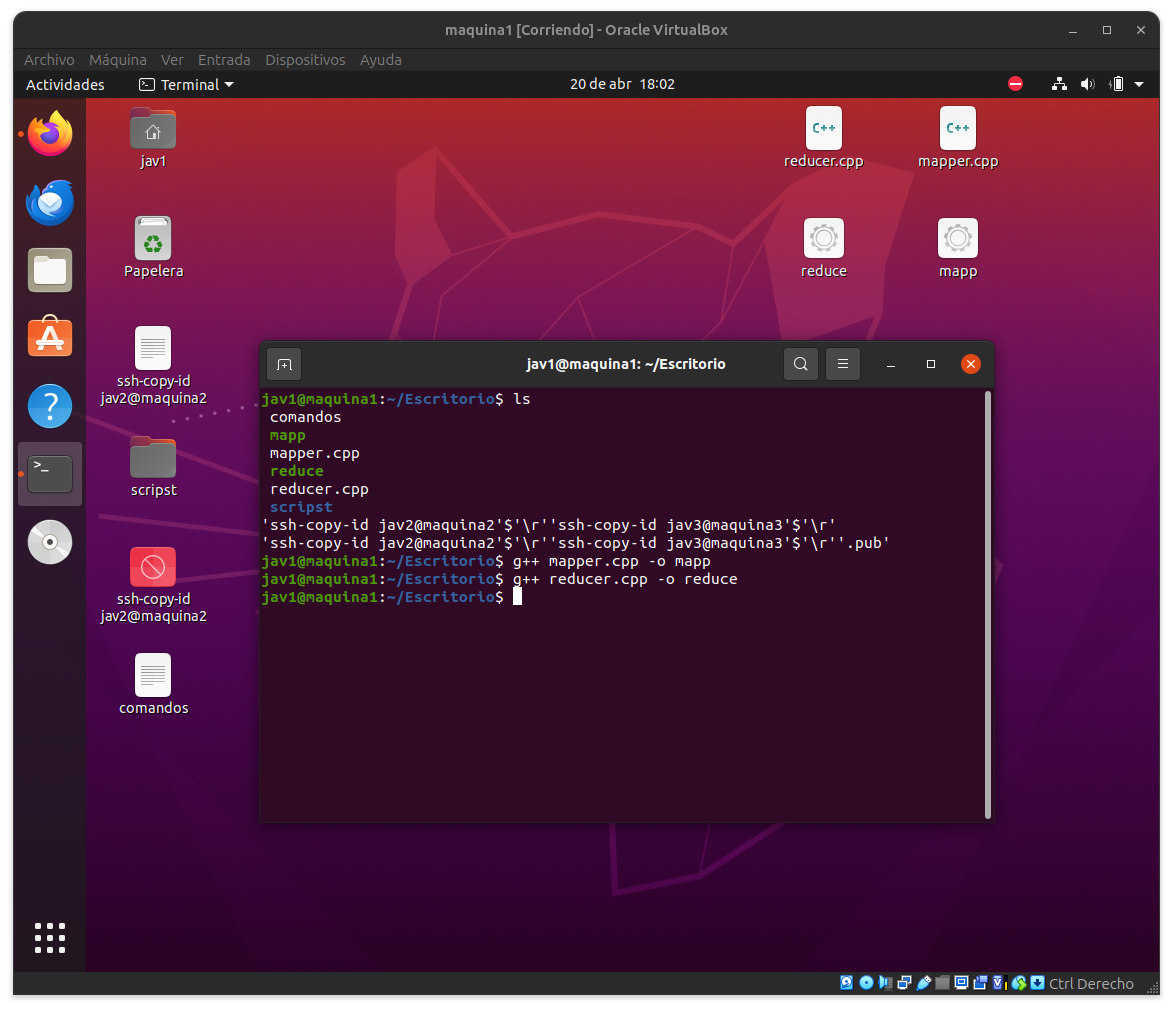 maquina1 [Corriendo] - Oracle VirtualBox
Archivo Máquina Ver Entrada Dispositivos Ayuda
Actividades Terminal 20 de abr 18:02
jav1
C++
reducer.cpp
C++
mapper.cpp
Papelera
reduce
mapp
ssh-copy-id
jav2@maquina2
scripst
ssh-copy-id
jav2@maquina2
comandos
jav1@maquina1: ~/Escritorio
jav1@maquina1:~/Escritorio$ ls
comandos
mapp
mapper.cpp
reduce
reducer.cpp
scripst
'ssh-copy-id jav2@maquina2'$'\r''ssh-copy-id jav3@maquina3'$'\r'
'ssh-copy-id jav2@maquina2'$'\r''ssh-copy-id jav3@maquina3'$'\r''.pub'
jav1@maquina1:~/Escritorio$ g++ mapper.cpp -o mapp
jav1@maquina1:~/Escritorio$ g++ reducer.cpp -o reduce
jav1@maquina1:~/Escritorio$
Ctrl Derecho